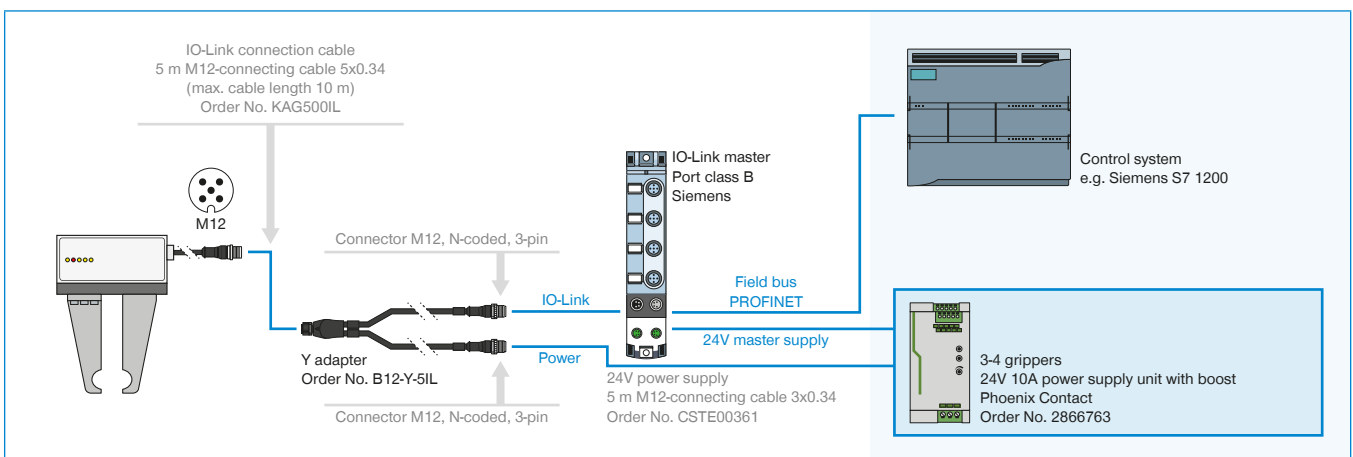 IO-Link connection cable
5 m M12-connecting cable 5x0.34
(max. cable length 10 m)
Order No. KAG500IL
M12
Connector M12, N-coded, 3-pin
IO-Link
Y adapter
Order No. B12-Y-5IL
Power
Connector M12, N-coded, 3-pin
IO-Link master
Port class B
Siemens
Field bus
PROFINET
24V master supply
24V power supply
5 m M12-connecting cable 3x0.34
Order No. CSTE00361
Control system
e.g. Siemens S7 1200
3-4 grippers
24V 10A power supply unit with boost
Phoenix Contact
Order No. 2866763